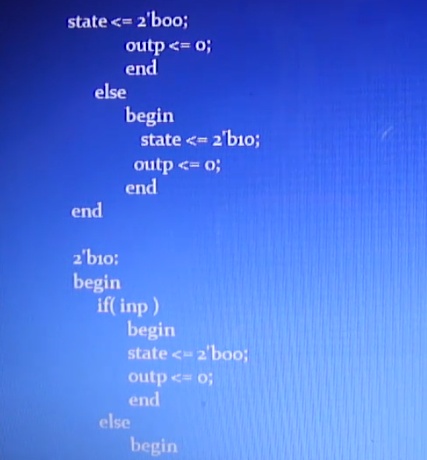 state <= 2'b00;
outp <= 0;
end
else
begin
state <= 2'b10;
outp <= 0;
end
end
2'b10:
begin
if( inp )
begin
state <= 2'b00;
outp <= 0;
end
else
begin